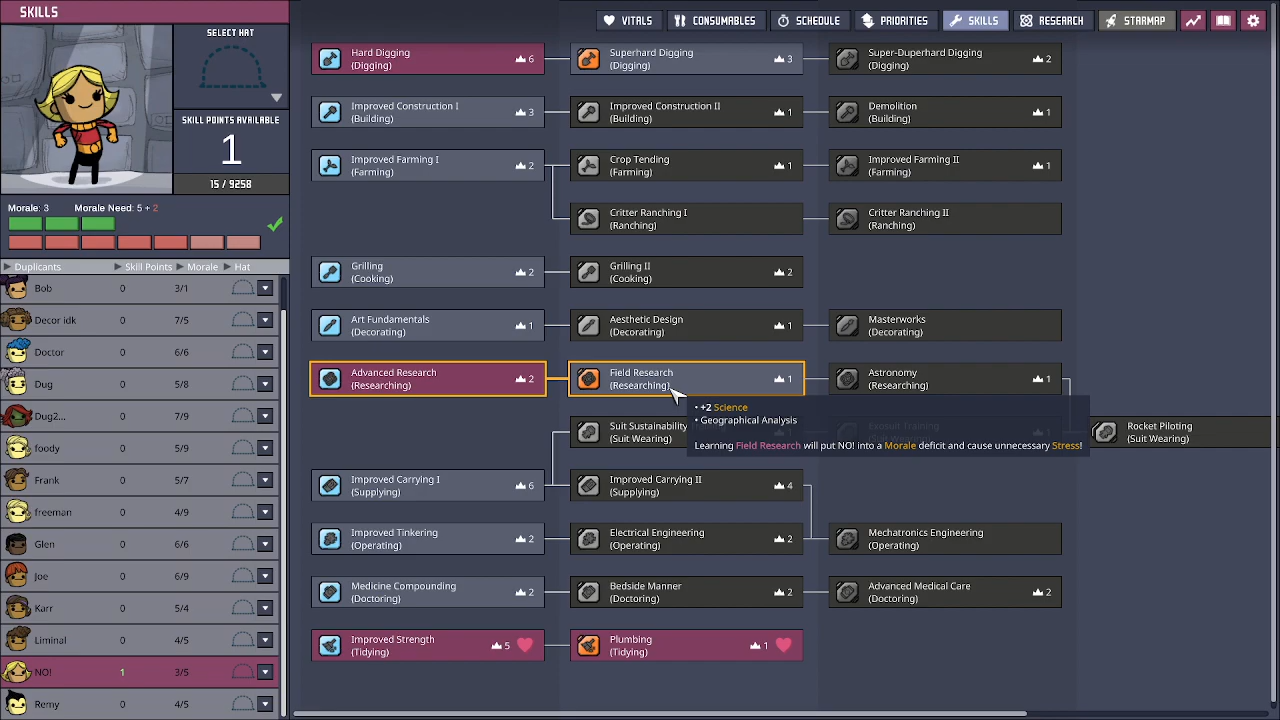 SKILLS
VITALS
CONSUMABLES
SCHEDULE
PRIORITIES
SKILLS
RESEARCH
STARMAP
SELECT HAT
SKILL POINTS AVAILABLE
1
15 / 9258
Morale: 3
Morale Need: 5 + 2
Duplicants
Skill Points
Morale
Hat
Bob 0 3/1
Decor idk 0 7/5
Doctor 0 6/6
Dug 0 5/8
Dug2... 0 7/9
foody 0 5/9
Frank 0 5/7
freeman 0 4/9
Glen 0 6/6
Joe 0 6/9
Karr 0 5/4
Liminal 0 4/5
NO! 1 3/5
Remy 0 4/5
Hard Digging
(Digging)
6
Superhard Digging
(Digging)
3
Super-Duperhard Digging
(Digging)
2
Improved Construction I
(Building)
3
Improved Construction II
(Building)
1
Demolition
(Building)
1
Improved Farming I
(Farming)
2
Crop Tending
(Farming)
1
Improved Farming II
(Farming)
1
Critter Ranching I
(Ranching)
Critter Ranching II
(Ranching)
Grilling
(Cooking)
2
Grilling II
(Cooking)
2
Art Fundamentals
(Decorating)
1
Aesthetic Design
(Decorating)
1
Masterworks
(Decorating)
Advanced Research
(Researching)
2
Field Research
(Researching)
1
Astronomy
(Researching)
1
• +2 Science
• Geographical Analysis
Learning Field Research will put NO! into a Morale deficit and cause unnecessary Stress!
Suit Sustainability
(Suit Wearing)
Rocket Piloting
(Suit Wearing)
Improved Carrying I
(Supplying)
6
Improved Carrying II
(Supplying)
4
Improved Tinkering
(Operating)
2
Electrical Engineering
(Operating)
2
Mechatronics Engineering
(Operating)
Medicine Compounding
(Doctoring)
2
Bedside Manner
(Doctoring)
2
Advanced Medical Care
(Doctoring)
2
Improved Strength
(Tidying)
5
Plumbing
(Tidying)
1